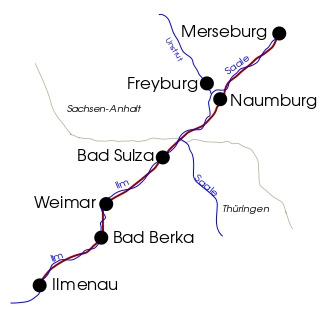 Merseburg
Unstrut
Saale
Freyburg
Naumburg
Sachsen-Anhalt
Bad Sulza
Ilm
Saale
Weimar
Thüringen
Bad Berka
Ilm
Ilmenau